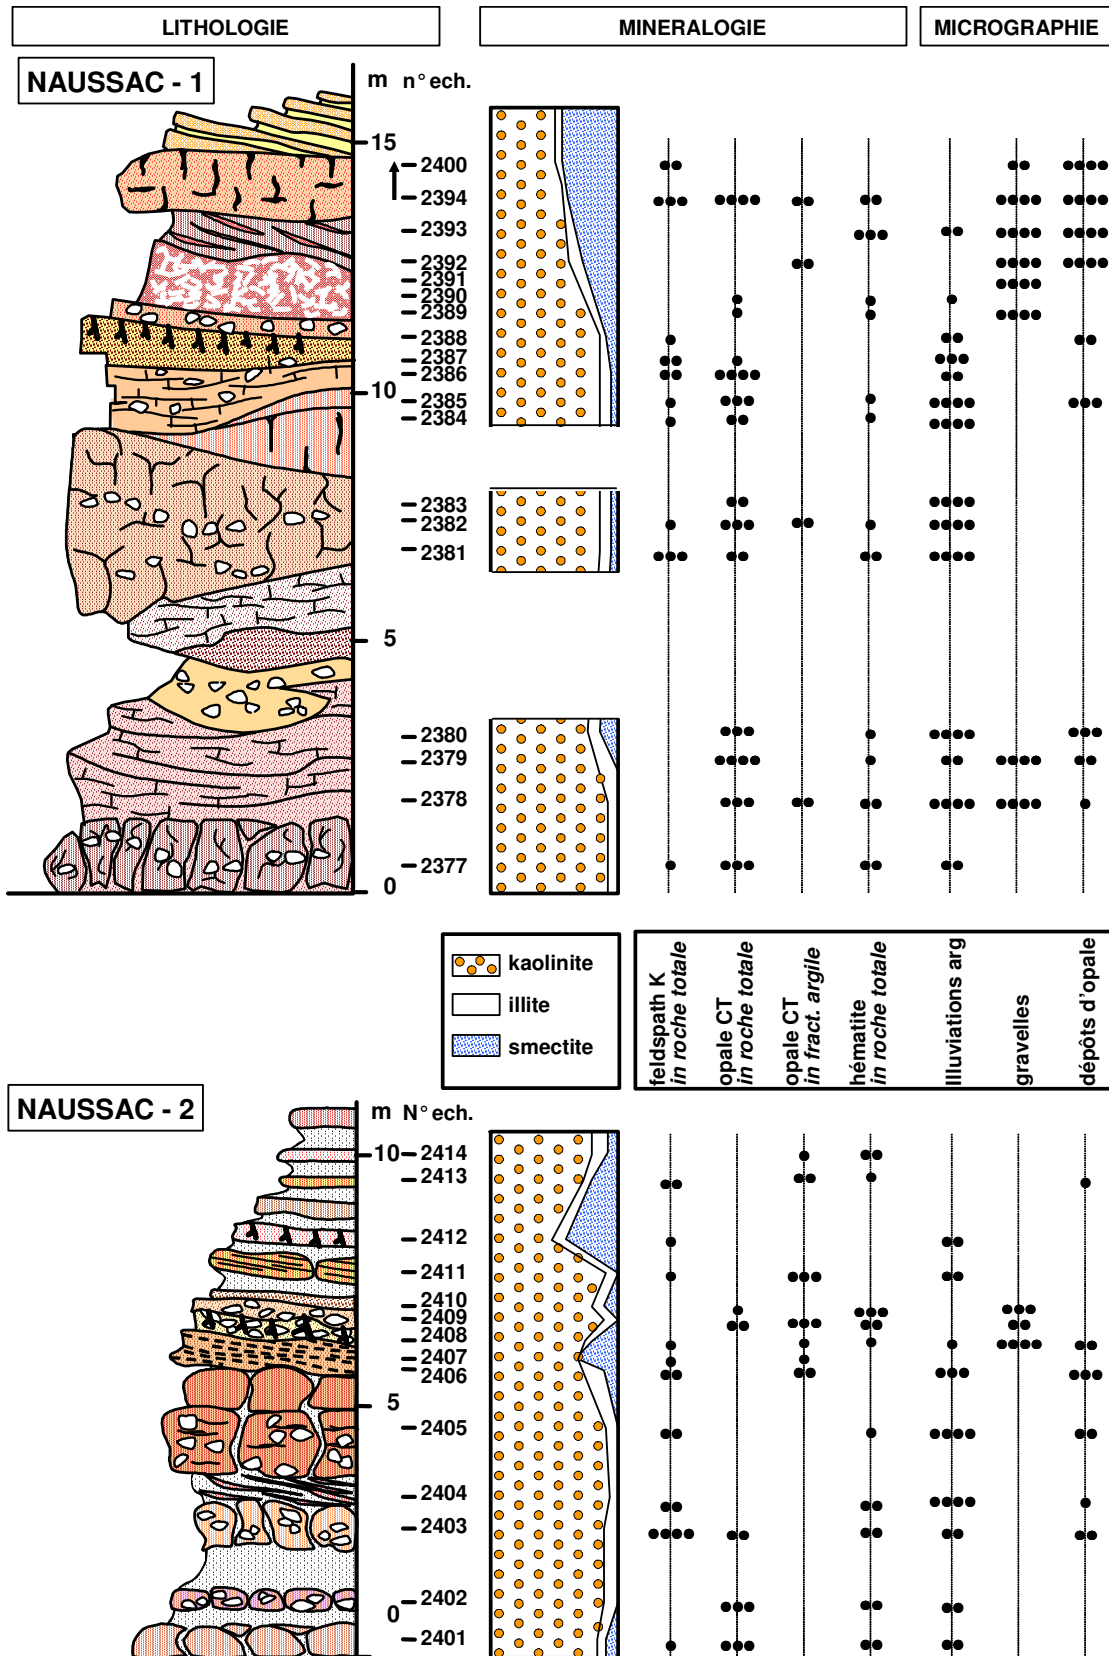 LITHOLOGIE
MINERALOGIE
MICROGRAPHIE
NAUSSAC - 1
m n° ech.
15
2400
2394
2393
2392
2391
2390
2389
2388
2387
2386
10
2385
2384
2383
2382
2381
5
2380
2379
2378
2377
0
kaolinite
illite
smectite
feldspath K
in roche totale
opale CT
in roche totale
opale CT
in fract. argile
hématite
in roche totale
Illuviations arg
gravelles
dépôts d'opale
NAUSSAC - 2
m N° ech.
10
2414
2413
2412
2411
2410
2409
2408
2407
2406
5
2405
2404
2403
2402
0
2401